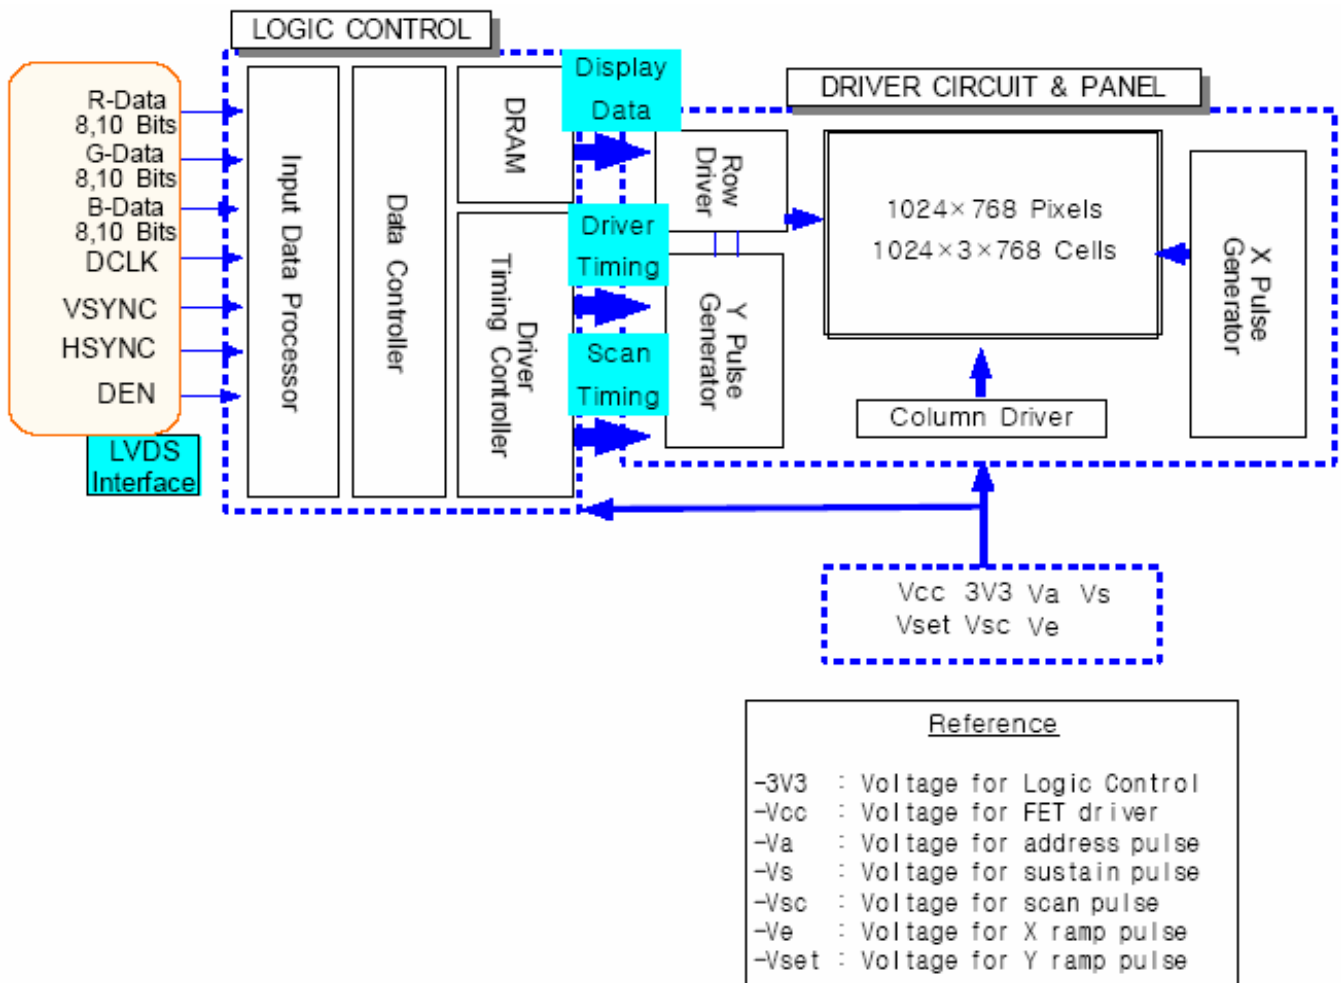 LOGIC CONTROL
R-Data
8,10 Bits
G-Data
8,10 Bits
B-Data
8,10 Bits
DCLK
VSYNC
HSYNC
DEN
LVDS
Interface
Input Data Processor
Data Controller
DRAM
Driver
Timing Controller
Display
Data
Driver
Timing
Scan
Timing
DRIVER CIRCUIT & PANEL
Row
Driver
Y Pulse
Generator
1024×768 Pixels
1024×3×768 Cells
X Pulse
Generator
Column Driver
Vcc 3V3 Va Vs
Vset Vsc Ve
Reference
-3V3 : Voltage for Logic Control
-Vcc : Voltage for FET driver
-Va : Voltage for address pulse
-Vs : Voltage for sustain pulse
-Vsc : Voltage for scan pulse
-Ve : Voltage for X ramp pulse
-Vset : Voltage for Y ramp pulse